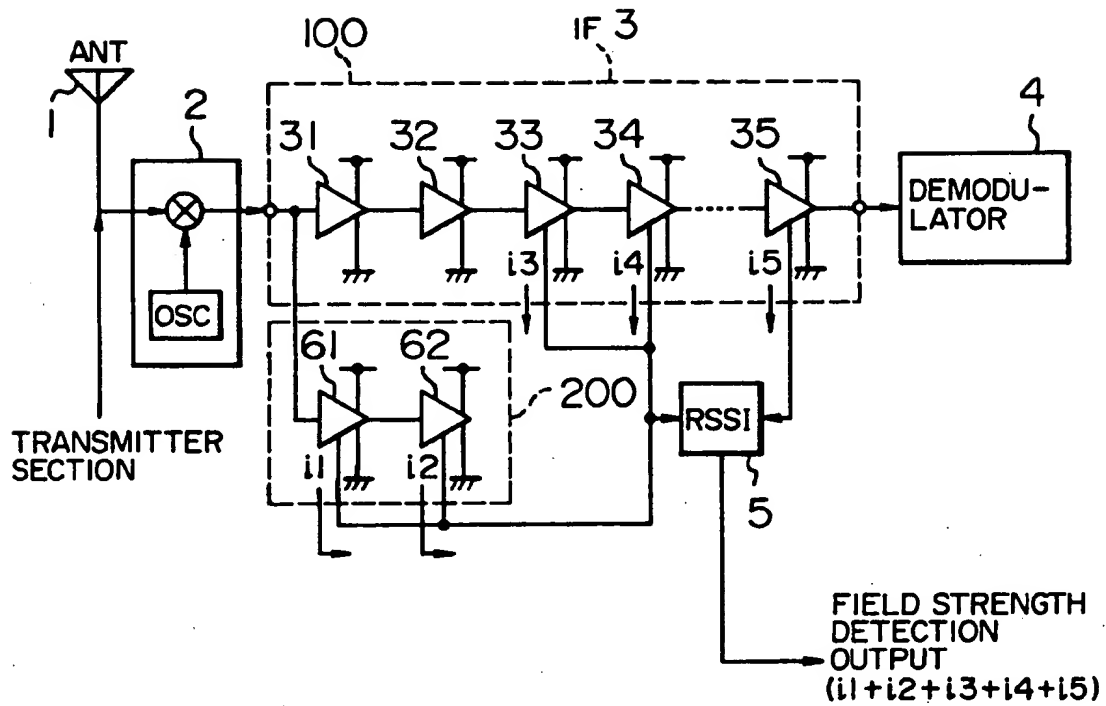 100
IF 3
ANT
1
2
4
31
32
33
34
35
DEMODU-
LATOR
OSC
i3
i4
i5
61
62
200
RSSI
TRANSMITTER
SECTION
i1
i2
5
FIELD STRENGTH
DETECTION
OUTPUT
(i1+i2+i3+i4+i5)